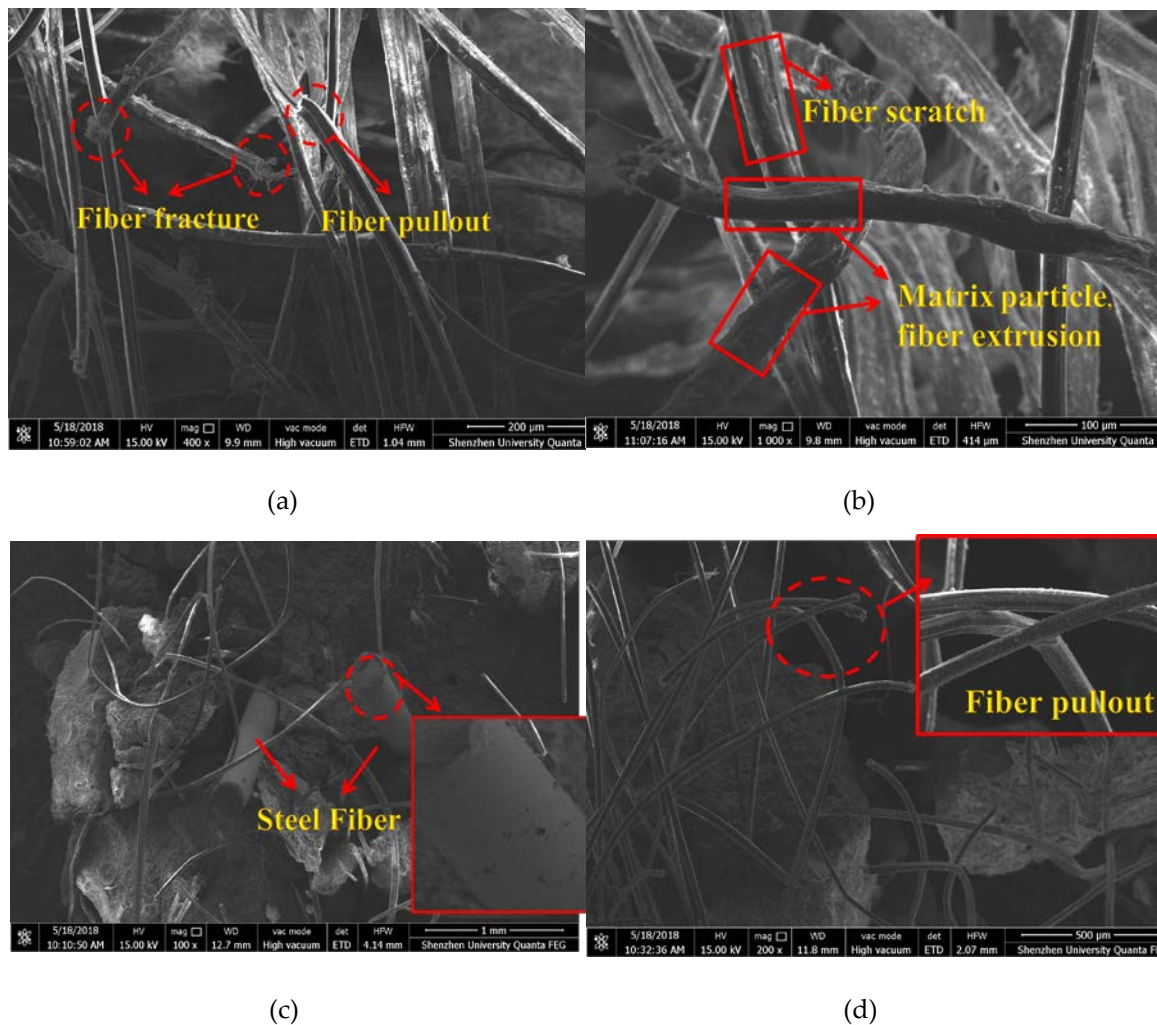 Fiber fracture
Fiber pullout
200 µm
5/18/2018 HV mag WD vac mode det HFW
10:59:02 AM 15.00 kV 400 x 9.9 mm High vacuum ETD 1.04 mm Shenzhen University Quanta
(a)
Fiber scratch
Matrix particle,
fiber extrusion
100 µm
5/18/2018 HV mag WD vac mode det HFW
11:07:16 AM 15.00 kV 1 000 x 9.8 mm High vacuum ETD 414 µm Shenzhen University Quanta
(b)
Steel Fiber
1 mm
5/18/2018 HV mag WD vac mode det HFW
10:10:50 AM 15.00 kV 100 x 12.7 mm High vacuum ETD 4.14 mm Shenzhen University Quanta FEG
(c)
Fiber pullout
500 µm
5/18/2018 HV mag WD vac mode det HFW
10:32:36 AM 15.00 kV 200 x 11.8 mm High vacuum ETD 2.07 mm Shenzhen University Quanta FE
(d)